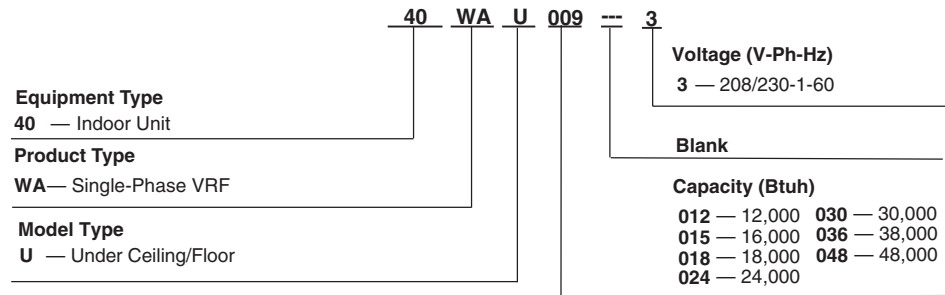 40 WA U 009 --- 3
Equipment Type
40 — Indoor Unit
Product Type
WA— Single-Phase VRF
Model Type
U — Under Ceiling/Floor
Voltage (V-Ph-Hz)
3 — 208/230-1-60
Blank
Capacity (Btuh)
012 — 12,000 030 — 30,000
015 — 16,000 036 — 38,000
018 — 18,000 048 — 48,000
024 — 24,000